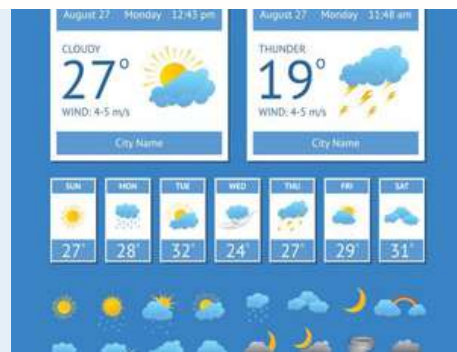 August 27 Monday 12:43 pm
CLOUDY
27°
WIND: 4-5 m/s
City Name
August 27 Monday 11:48 am
THUNDER
19°
WIND: 4-5 m/s
City Name
SUN MON TUE WED THU FRI SAT
27° 28° 32° 24° 27° 29° 31°